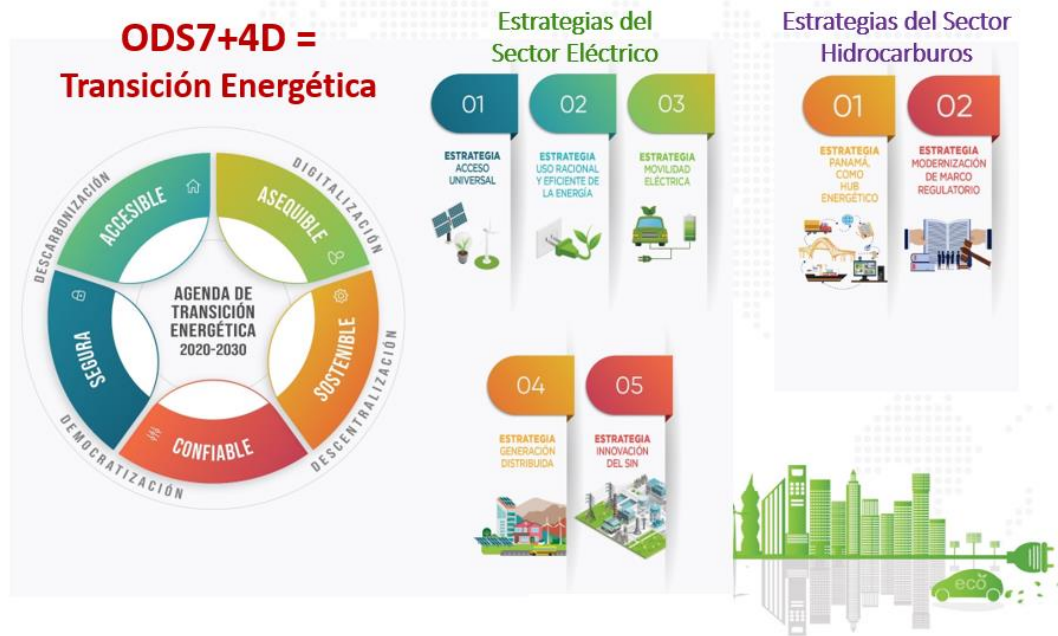 ODS7+4D =
Transición Energética
DESCARBONIZACIÓN
DIGITALIZACIÓN
ACCESIBLE
ASEQUIBLE
AGENDA DE
TRANSICIÓN
ENERGÉTICA
2020-2030
SEGURA
SOSTENIBLE
CONFIABLE
DEMOCRATIZACIÓN
DESCENTRALIZACIÓN
Estrategias del
Sector Eléctrico
01
ESTRATEGIA
ACCESO
UNIVERSAL
02
ESTRATEGIA
USO RACIONAL
Y EFICIENTE DE
LA ENERGÍA
03
ESTRATEGIA
MOVILIDAD
ELÉCTRICA
04
ESTRATEGIA
GENERACIÓN
DISTRIBUIDA
05
ESTRATEGIA
INNOVACIÓN
DEL SIN
Estrategias del Sector
Hidrocarburos
01
ESTRATEGIA
PANAMÁ,
COMO
HUB
ENERGÉTICO
02
ESTRATEGIA
MODERNIZACIÓN
DE MARCO
REGULATORIO
eco